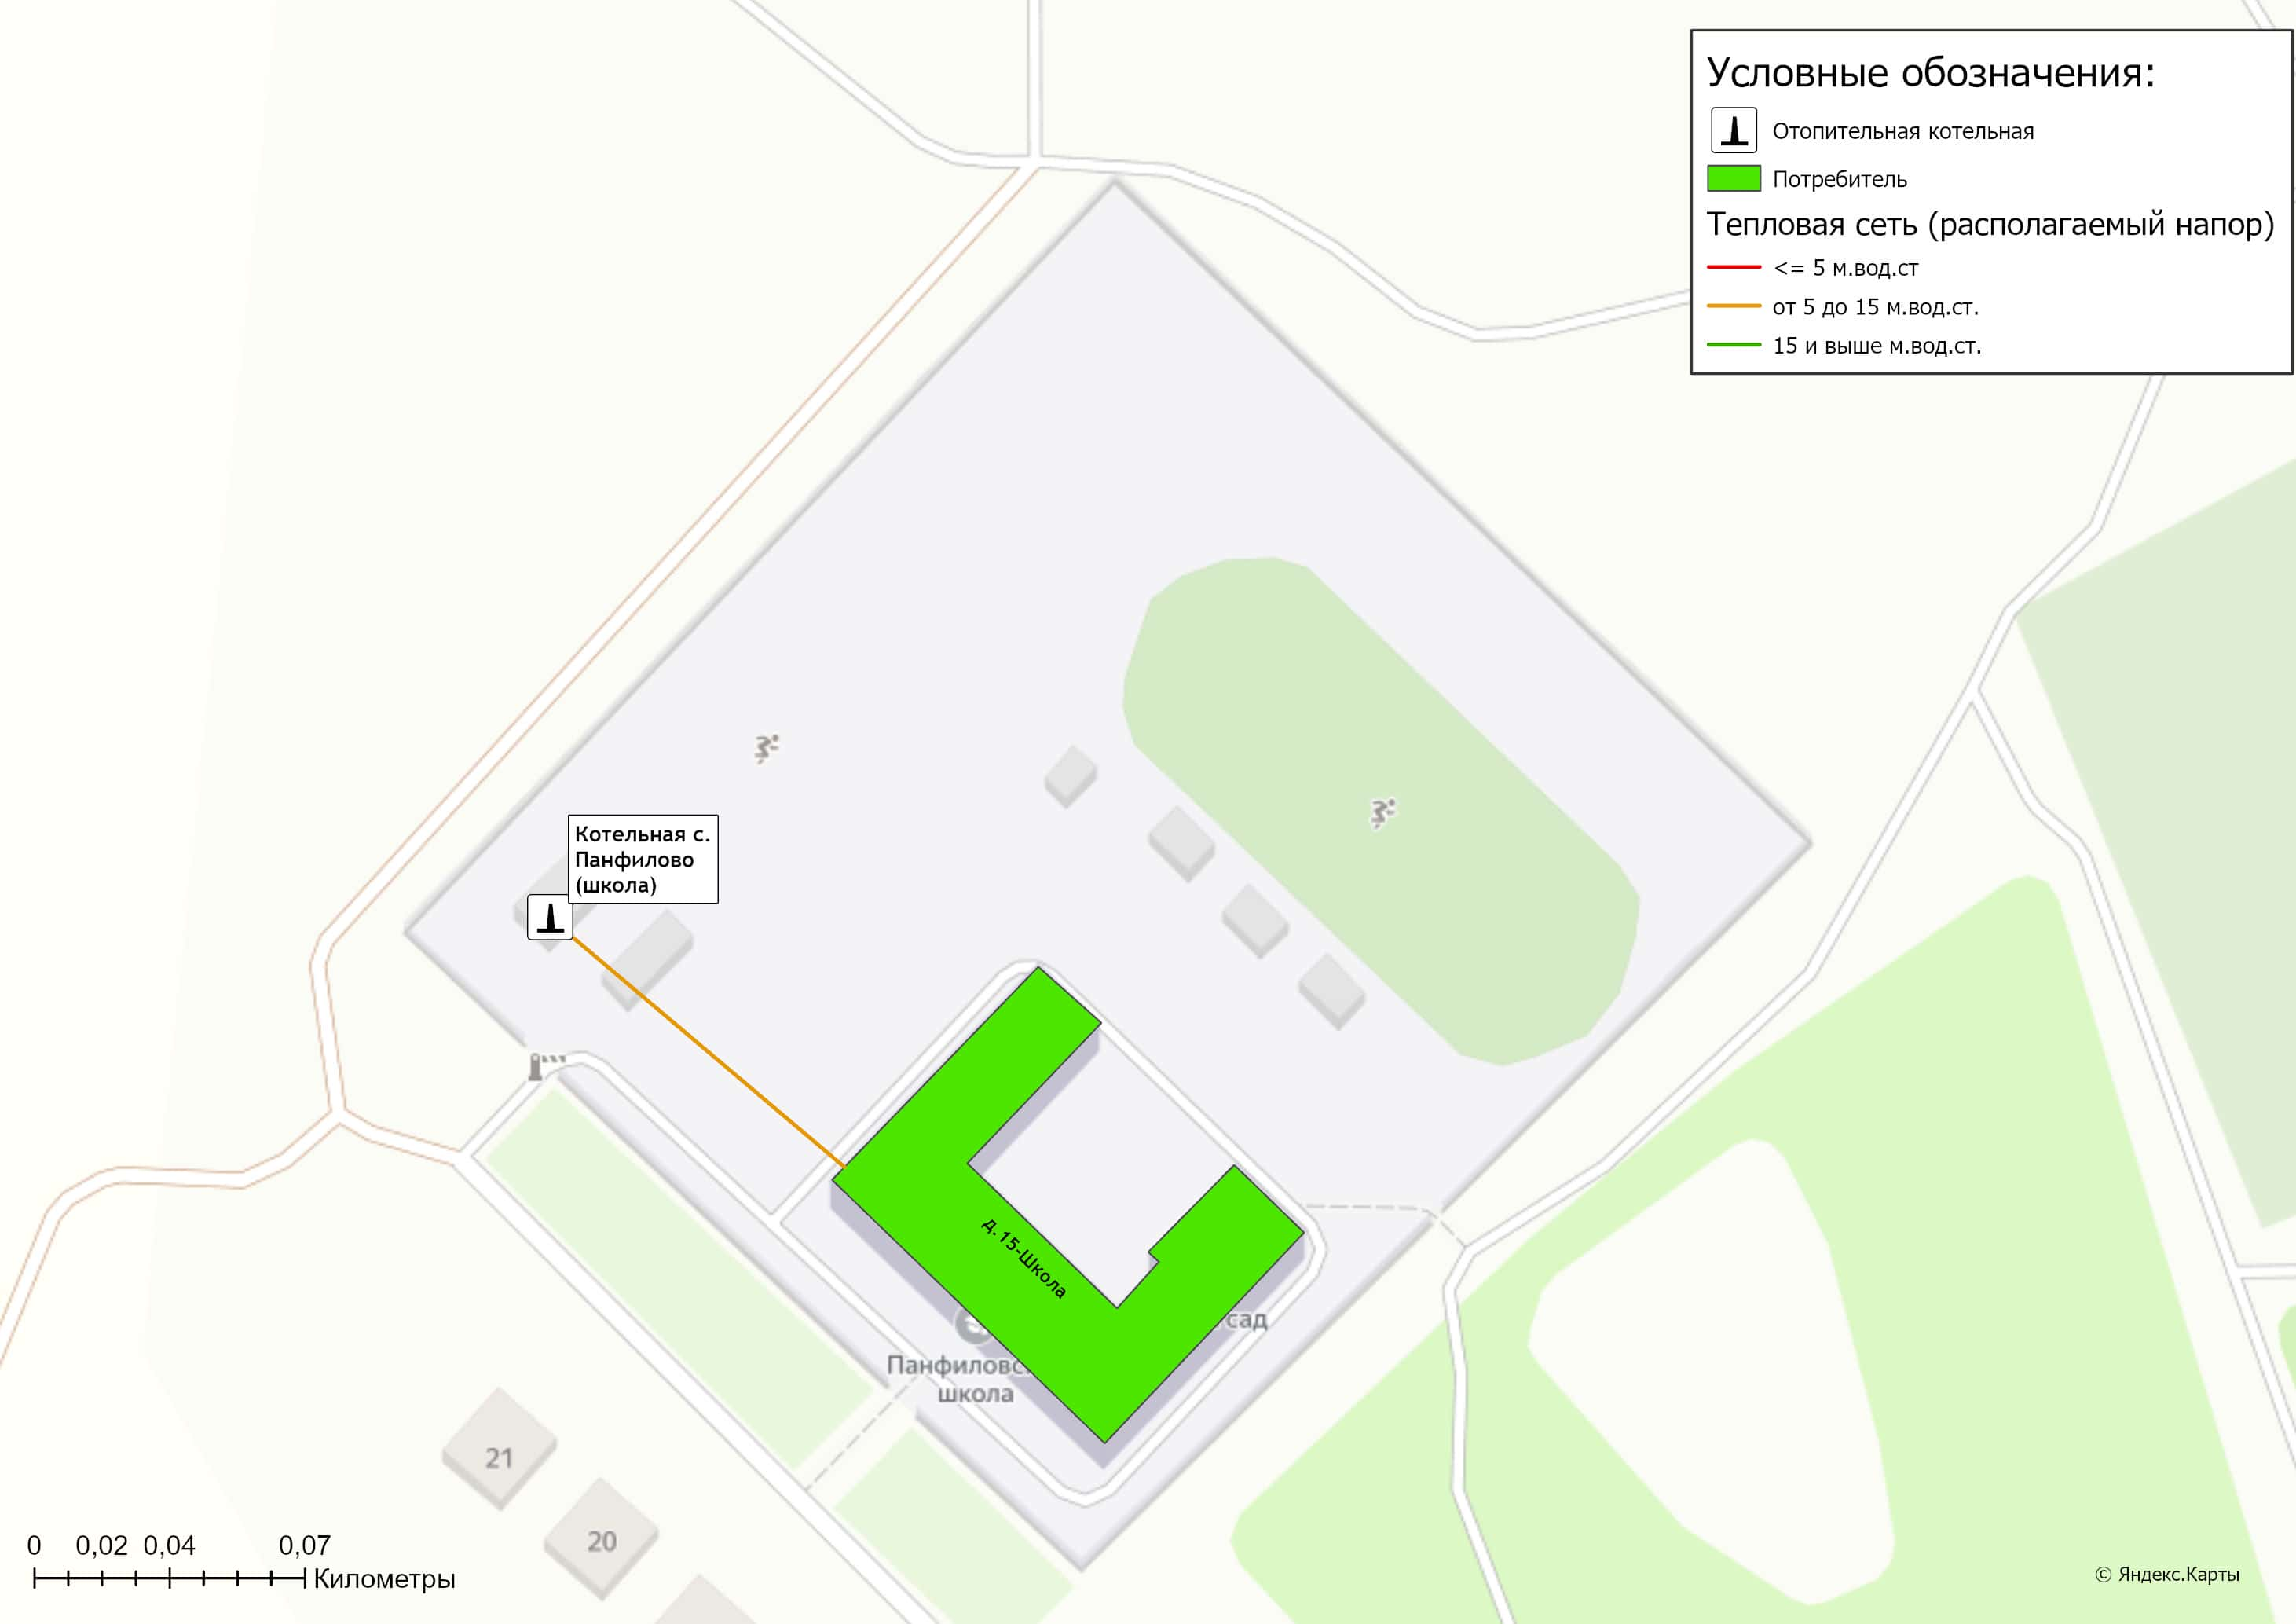 Условные обозначения:
Отопительная котельная
Потребитель
Тепловая сеть (располагаемый напор)
<= 5 м.вод.ст
от 5 до 15 м.вод.ст.
15 и выше м.вод.ст.
Котельная с.
Панфилово
(школа)
д. 15-Школа
сад
школа
21
20
0 0,02 0,04 0,07
Километры
© Яндекс.Карты